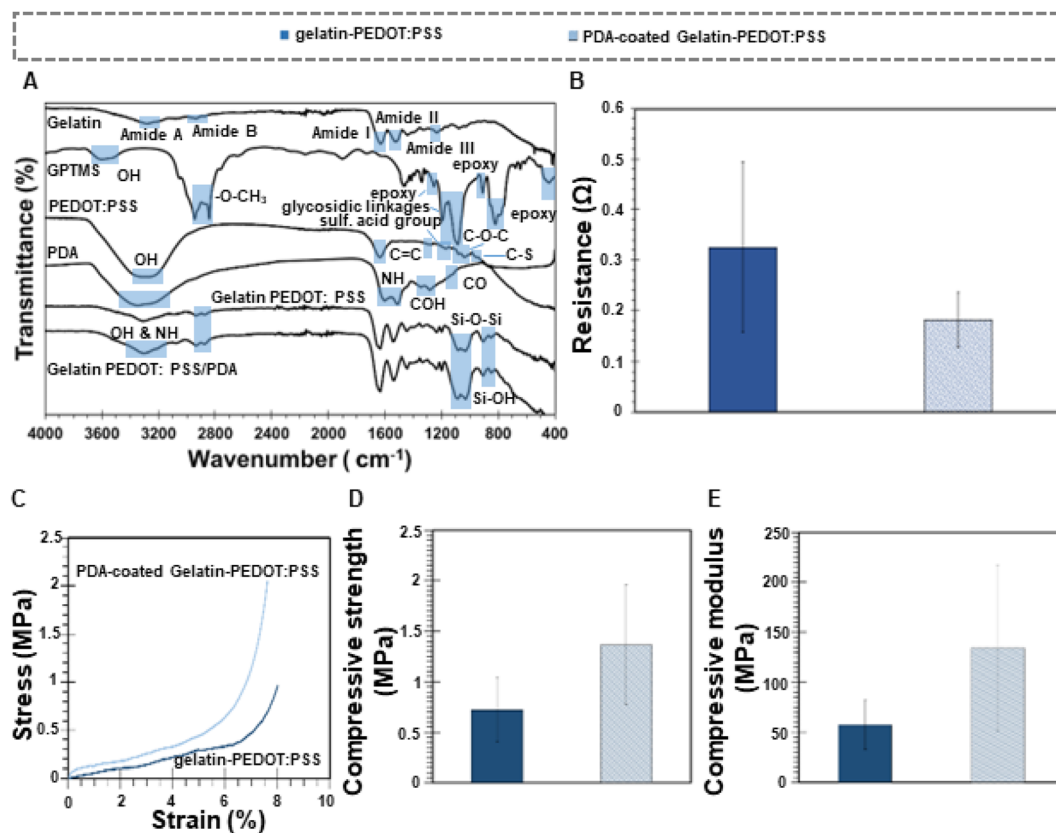 gelatin-PEDOT:PSS
PDA-coated Gelatin-PEDOT:PSS
A
Transmittance (%)
Gelatin
Amide A
Amide B
Amide I
Amide II
Amide III
GPTMS
OH
-O-CH3
epoxy
epoxy
epoxy
glycosidic linkages
sulf. acid group
PEDOT:PSS
OH
C=C
C-O-C
C-S
PDA
NH
COH
CO
Gelatin PEDOT: PSS
OH & NH
Si-O-Si
Gelatin PEDOT: PSS/PDA
Si-OH
4000 3600 3200 2800 1600 1200 800 400
Wavenumber ( cm-1)
B
Resistance (Ω)
0.6
0.5
0.4
0.3
0.2
0.1
0
C
Stress (MPa)
2.5
2
1.5
1
0.5
0
PDA-coated Gelatin-PEDOT:PSS
gelatin-PEDOT:PSS
0 2 4 6 8 10
Strain (%)
D
Compressive strength
(MPa)
2.5
2
1.5
1
0.5
0
E
Compressive modulus
(MPa)
250
200
150
100
50
0